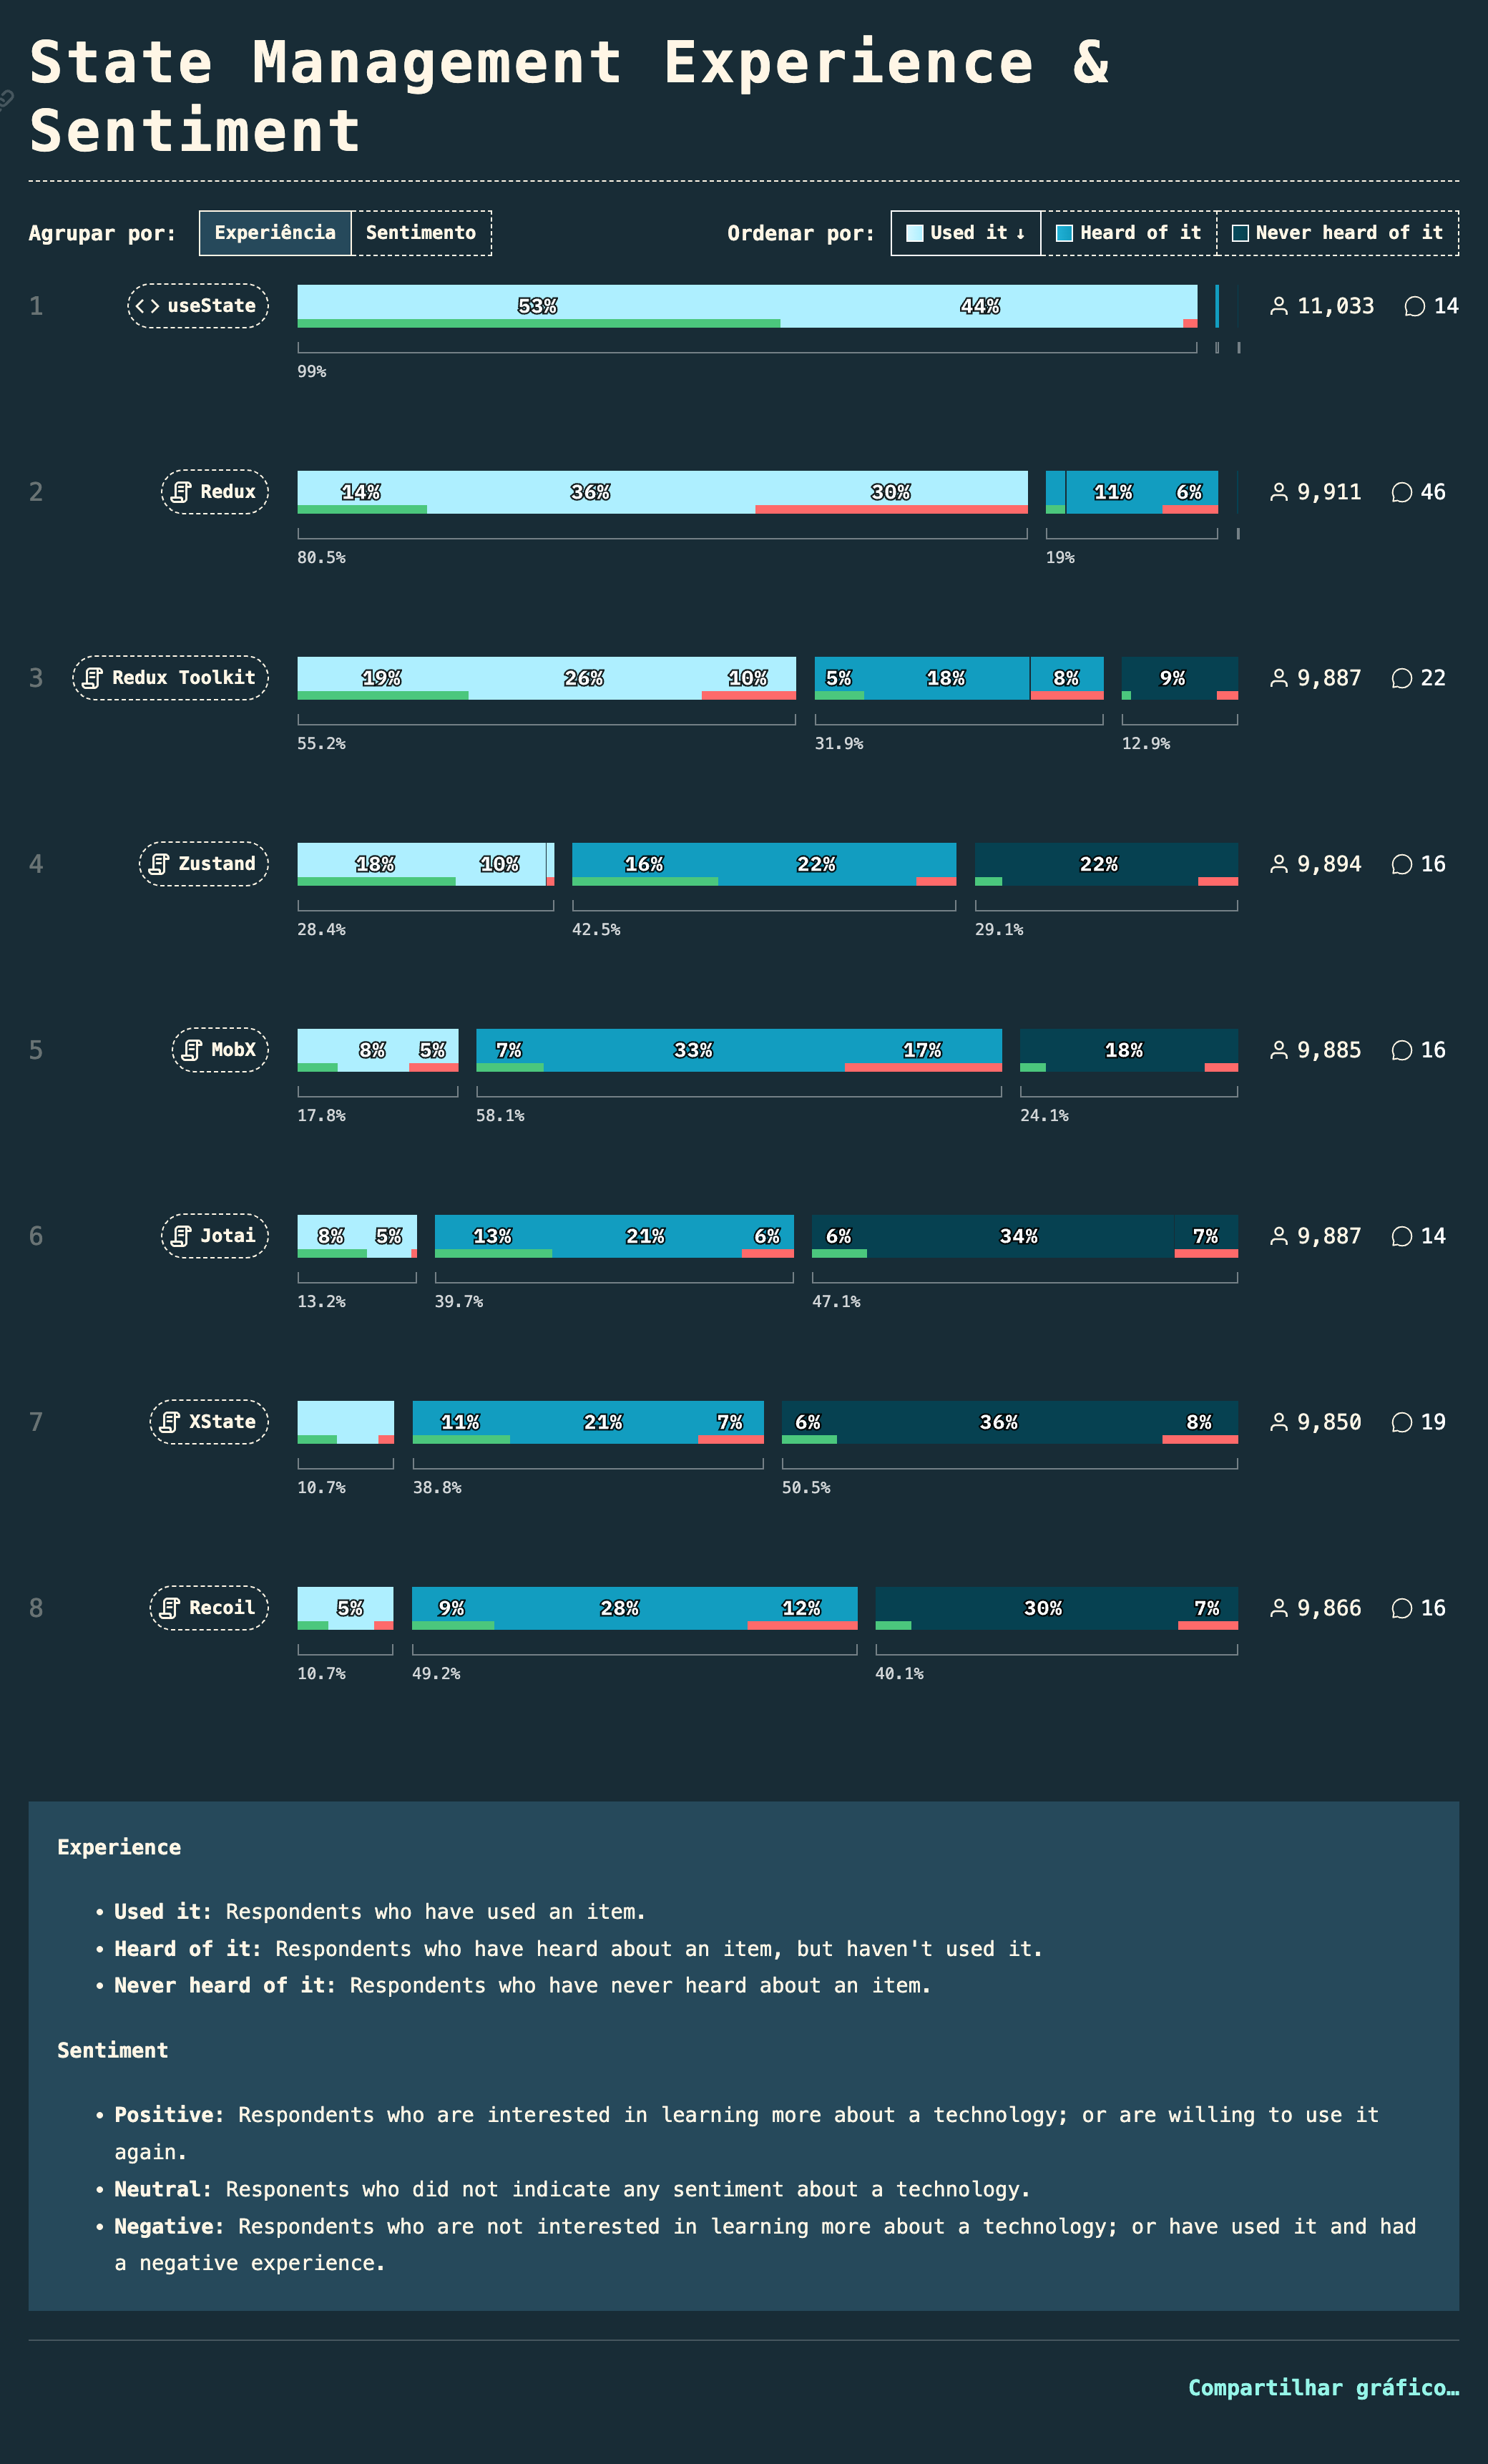 State Management Experience &
Sentiment
Agrupar por: Experiência Sentimento Ordenar por: Used it ↓ Heard of it Never heard of it
1 useState 53% 44% 11,033 14
99%
2 Redux 14% 36% 30% 11% 6% 9,911 46
80.5% 19%
3 Redux Toolkit 19% 26% 10% 5% 18% 8% 9% 9,887 22
55.2% 31.9% 12.9%
4 Zustand 18% 10% 16% 22% 22% 9,894 16
28.4% 42.5% 29.1%
5 MobX 8% 5% 7% 33% 17% 18% 9,885 16
17.8% 58.1% 24.1%
6 Jotai 8% 5% 13% 21% 6% 6% 34% 7% 9,887 14
13.2% 39.7% 47.1%
7 XState 11% 21% 7% 6% 36% 8% 9,850 19
10.7% 38.8% 50.5%
8 Recoil 5% 9% 28% 12% 30% 7% 9,866 16
10.7% 49.2% 40.1%
Experience
• Used it: Respondents who have used an item.
• Heard of it: Respondents who have heard about an item, but haven't used it.
• Never heard of it: Respondents who have never heard about an item.
Sentiment
• Positive: Respondents who are interested in learning more about a technology; or are willing to use it
again.
• Neutral: Responents who did not indicate any sentiment about a technology.
• Negative: Respondents who are not interested in learning more about a technology; or have used it and had
a negative experience.
Compartilhar gráfico…